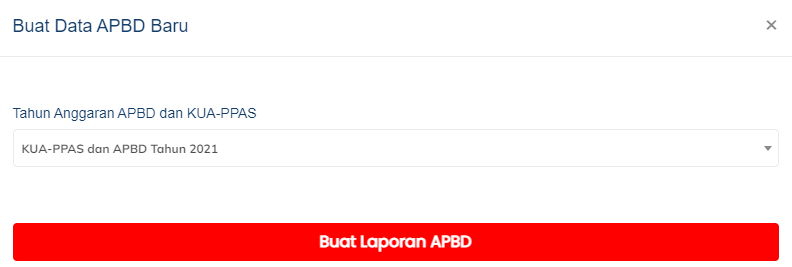 Buat Data APBD Baru ×
Tahun Anggaran APBD dan KUA-PPAS
KUA-PPAS dan APBD Tahun 2021
Buat Laporan APBD